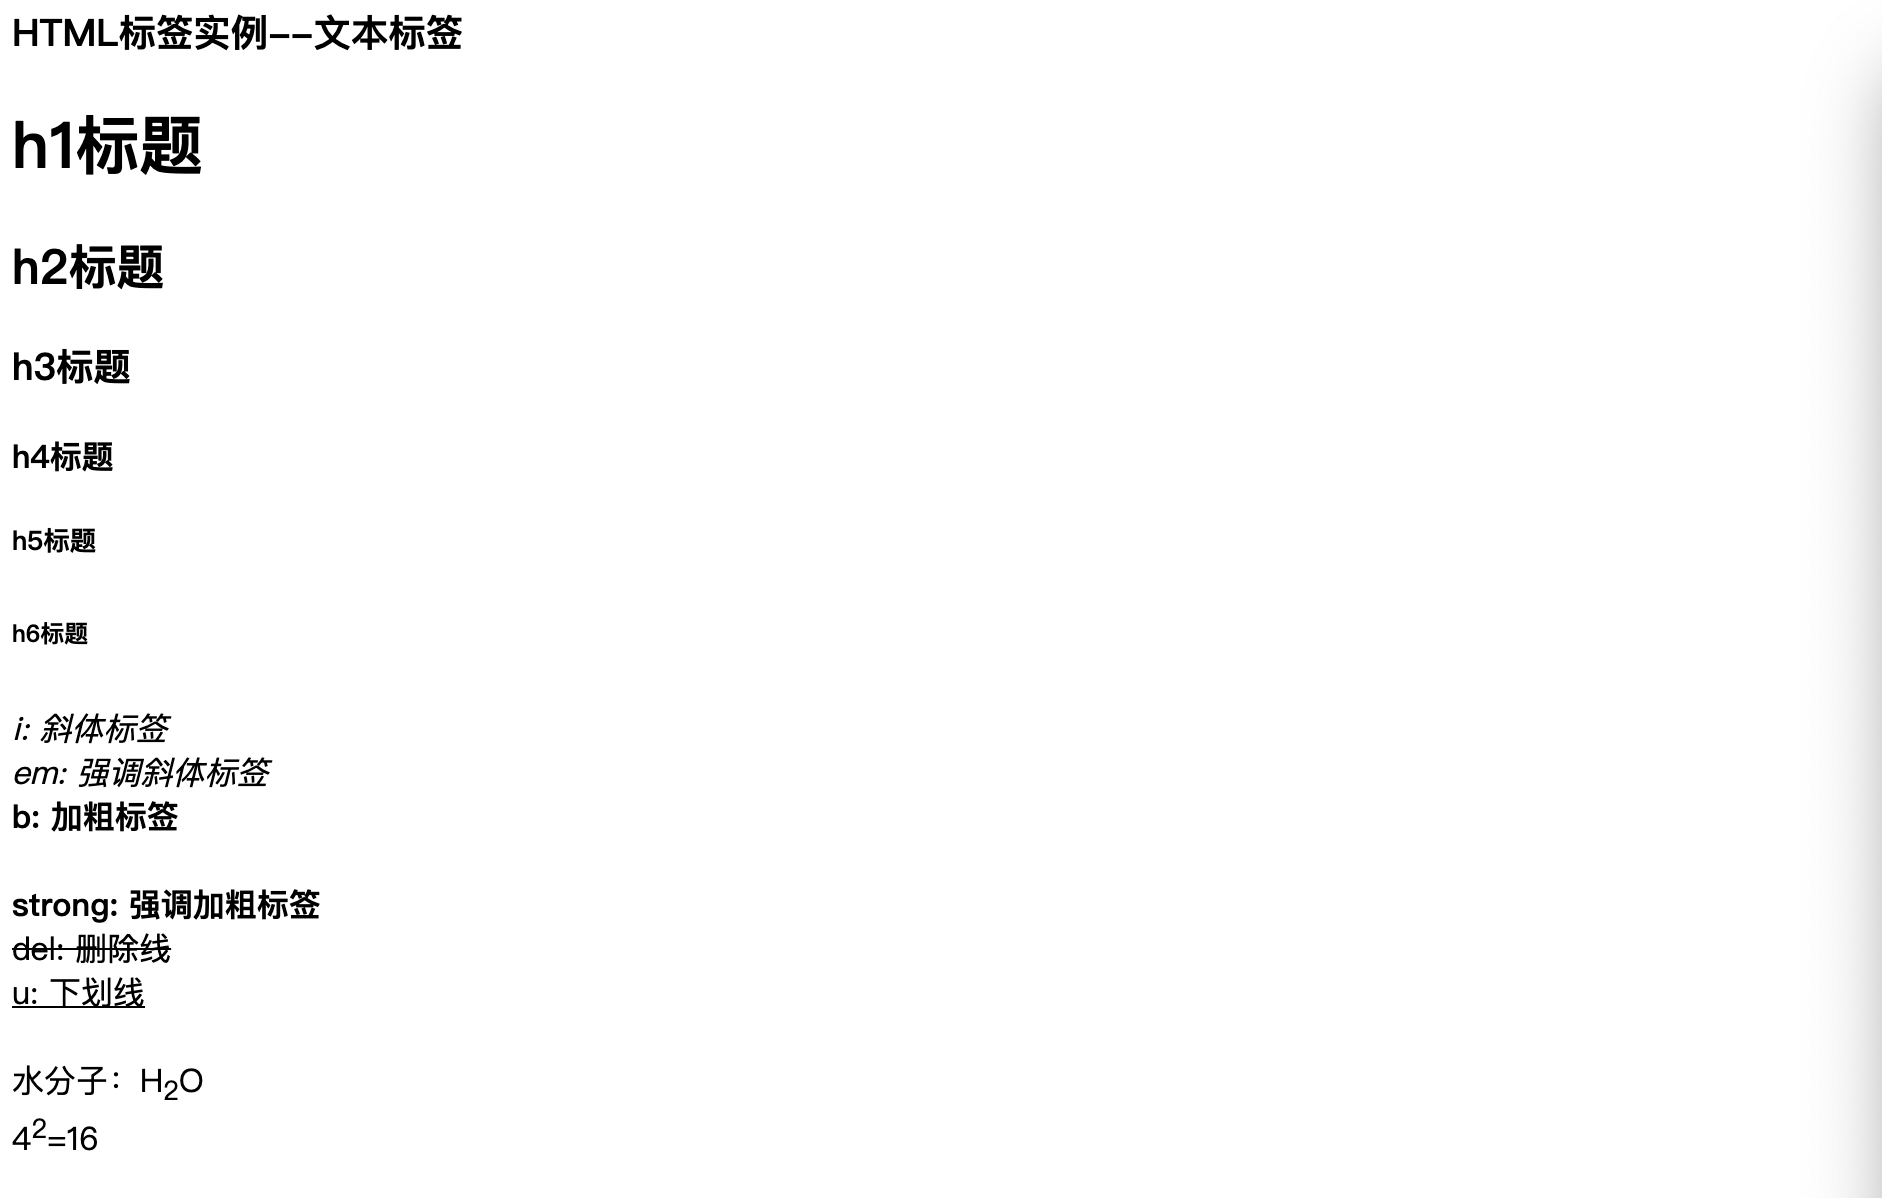 HTML标签实例--文本标签
h1标题
h2标题
h3标题
h4标题
h5标题
h6标题
i: 斜体标签
em: 强调斜体标签
b: 加粗标签
strong: 强调加粗标签
del: 删除线
u: 下划线
水分子：H₂O
4²=16